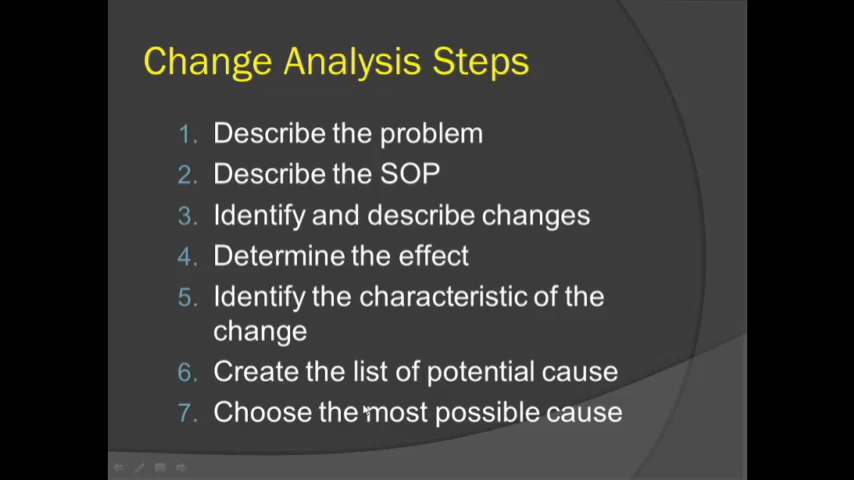 Change Analysis Steps
1. Describe the problem
2. Describe the SOP
3. Identify and describe changes
4. Determine the effect
5. Identify the characteristic of the
change
6. Create the list of potential cause
7. Choose the most possible cause